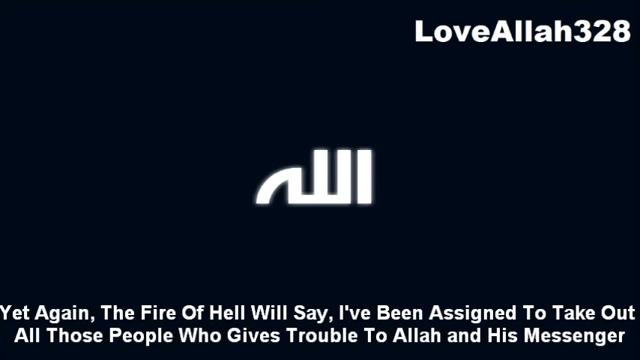 LoveAllah328
الله
Yet Again, The Fire Of Hell Will Say, I've Been Assigned To Take Out
All Those People Who Gives Trouble To Allah and His Messenger